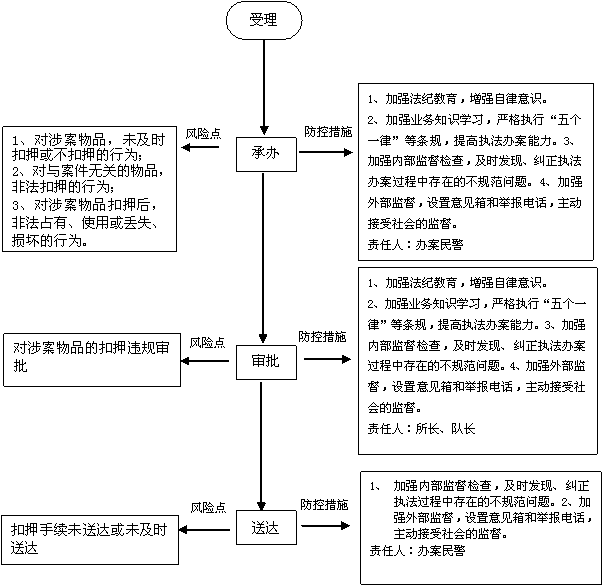 受理
风险点
防控措施
承办
1、对涉案物品，未及时
扣押或不扣押的行为；
2、对与案件无关的物品，
非法扣押的行为；
3、对涉案物品扣押后，
非法占有、使用或丢失、
损坏的行为。
1、加强法纪教育，增强自律意识。
2、加强业务知识学习，严格执行“五个
一律”等条规，提高执法办案能力。3、
加强内部监督检查，及时发现、纠正执法
办案过程中存在的不规范问题。4、加强
外部监督，设置意见箱和举报电话，主动
接受社会的监督。
责任人：办案民警
风险点
防控措施
审批
对涉案物品的扣押违规审
批
1、加强法纪教育，增强自律意识。
2、加强业务知识学习，严格执行“五个一
律”等条规，提高执法办案能力。3、加强
内部监督检查，及时发现、纠正执法办案
过程中存在的不规范问题。4、加强外部监
督，设置意见箱和举报电话，主动接受社
会的监督。
责任人：所长、队长
风险点
防控措施
送达
扣押手续未送达或未及时
送达
1、 加强内部监督检查，及时发现、纠正
执法过程中存在的不规范问题。2、加
强外部监督，设置意见箱和举报电话，
主动接受社会的监督。
责任人：办案民警